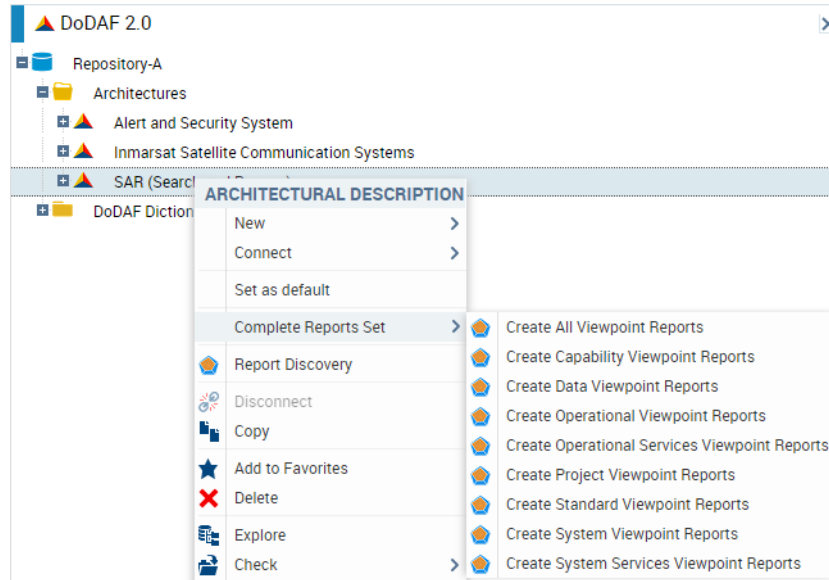 DoDAF 2.0
Repository-A
Architectures
Alert and Security System
Inmarsat Satellite Communication Systems
SAR (Searc
DoDAF Diction
ARCHITECTURAL DESCRIPTION
New
Connect
Set as default
Complete Reports Set
Report Discovery
Disconnect
Copy
Add to Favorites
Delete
Explore
Check
Create All Viewpoint Reports
Create Capability Viewpoint Reports
Create Data Viewpoint Reports
Create Operational Viewpoint Reports
Create Operational Services Viewpoint Reports
Create Project Viewpoint Reports
Create Standard Viewpoint Reports
Create System Viewpoint Reports
Create System Services Viewpoint Reports